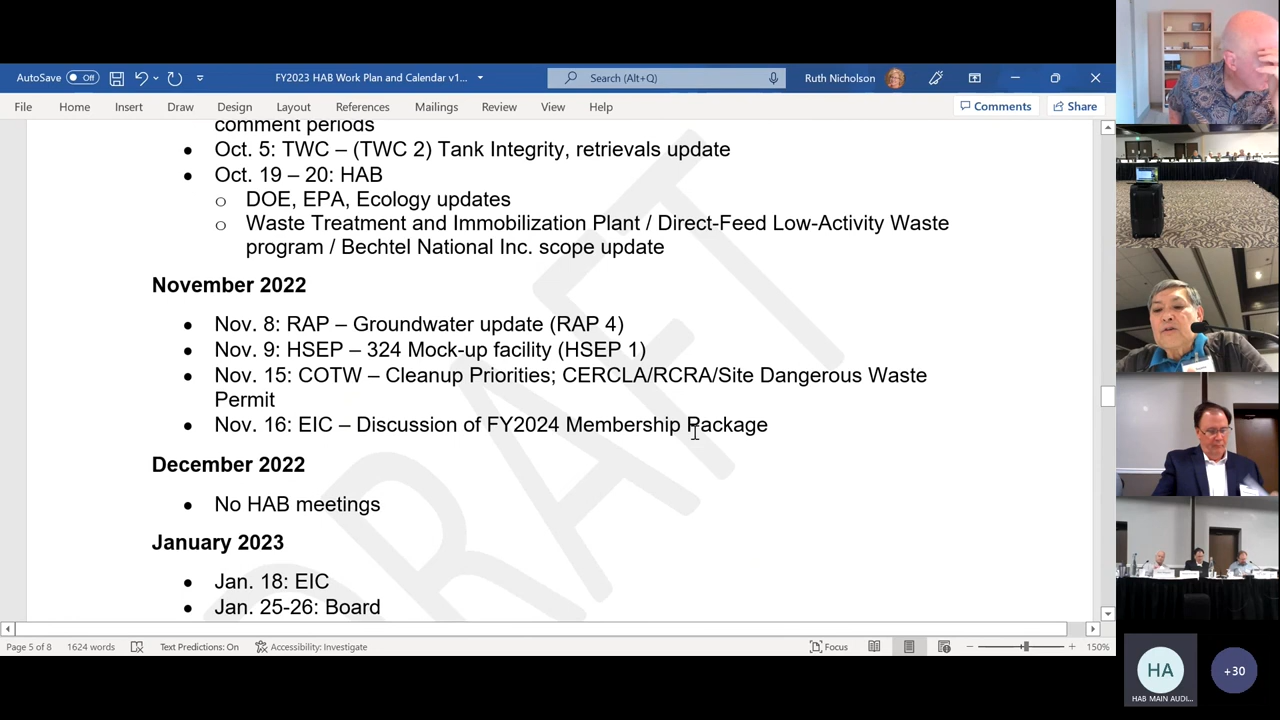 AutoSave
Off
FY2023 HAB Work Plan and Calendar v1...
Search (Alt+Q)
Ruth Nicholson
File
Home
Insert
Draw
Design
Layout
References
Mailings
Review
View
Help
Comments
Share
comment periods
• Oct. 5: TWC – (TWC 2) Tank Integrity, retrievals update
• Oct. 19 – 20: HAB
o DOE, EPA, Ecology updates
o Waste Treatment and Immobilization Plant / Direct-Feed Low-Activity Waste
program / Bechtel National Inc. scope update
November 2022
• Nov. 8: RAP – Groundwater update (RAP 4)
• Nov. 9: HSEP – 324 Mock-up facility (HSEP 1)
• Nov. 15: COTW – Cleanup Priorities; CERCLA/RCRA/Site Dangerous Waste
Permit
• Nov. 16: EIC – Discussion of FY2024 Membership Package
December 2022
• No HAB meetings
January 2023
• Jan. 18: EIC
• Jan. 25-26: Board
DRAFT
Page 5 of 8
1624 words
Text Predictions: On
Accessibility: Investigate
Focus
150%
HA
HAB MAIN AUDI...
+30